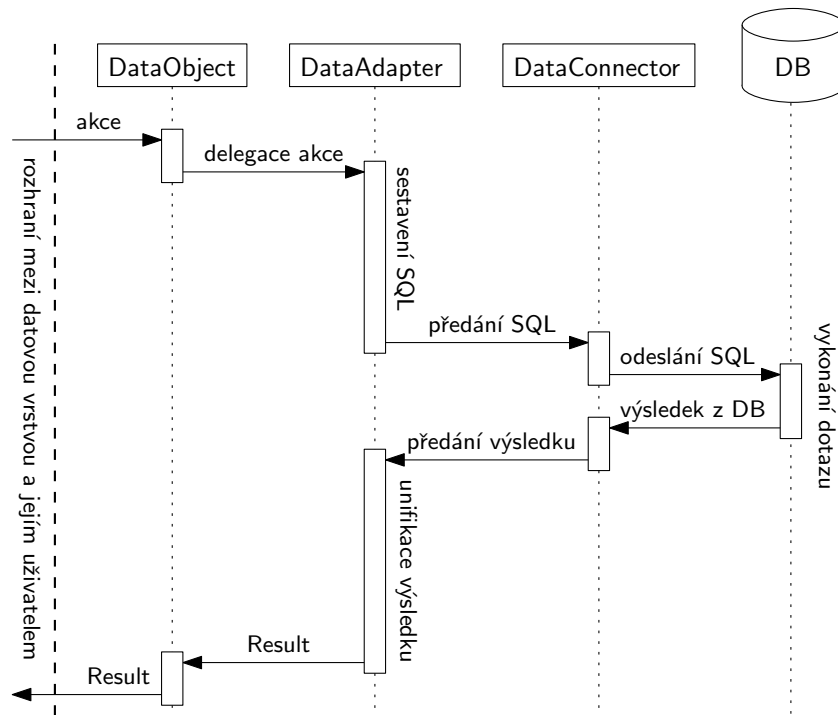 DataObject
DataAdapter
DataConnector
DB
akce
delegace akce
sestavení SQL
předání SQL
odeslání SQL
vykonání dotazu
výsledek z DB
předání výsledku
unifikace výsledku
Result
Result
rozhraní mezi datovou vrstvou a jejím uživatelem